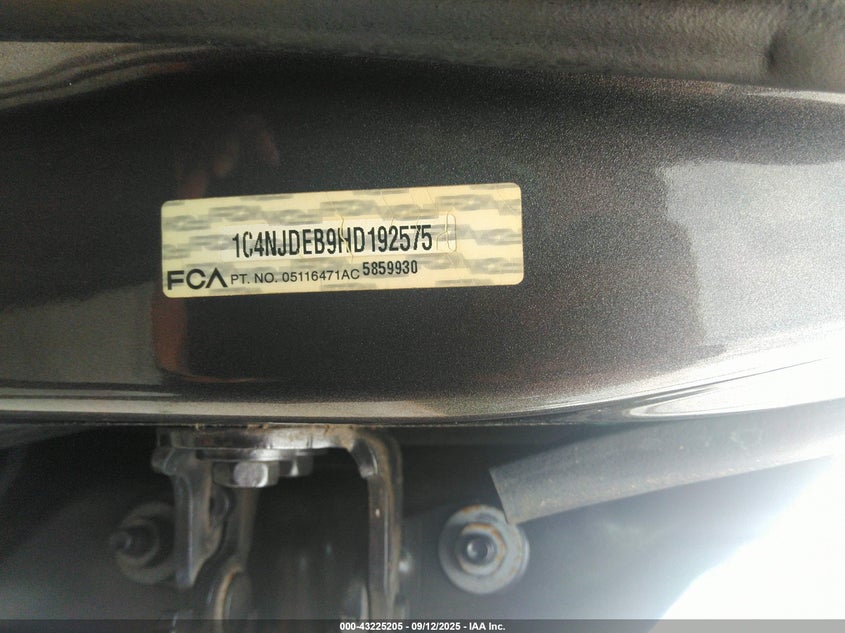 1C4NJDEB9HD192575
FCA PT. NO. 05116471AC 5859930
000-43225205 - 09/12/2025 - IAA Inc.